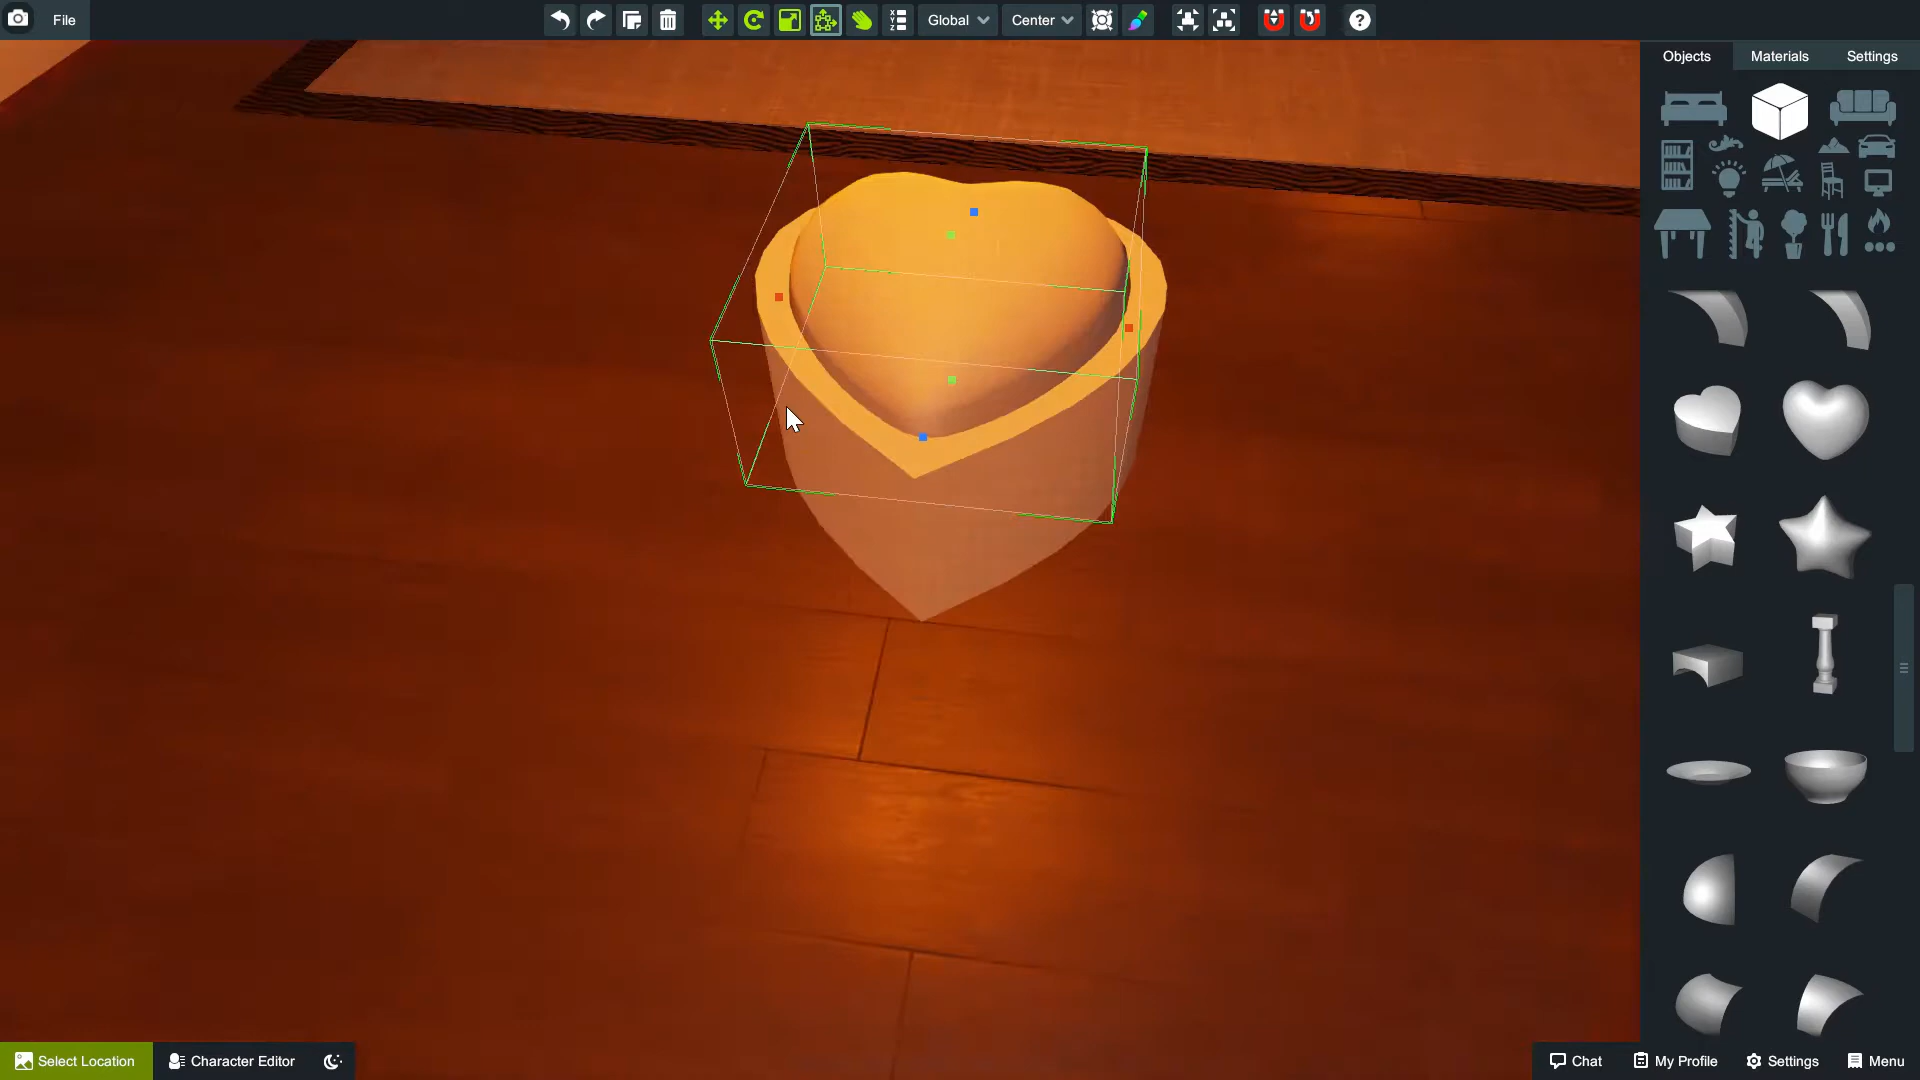 File
Global
Center
Objects
Materials
Settings
Select Location
Character Editor
Chat
My Profile
Settings
Menu